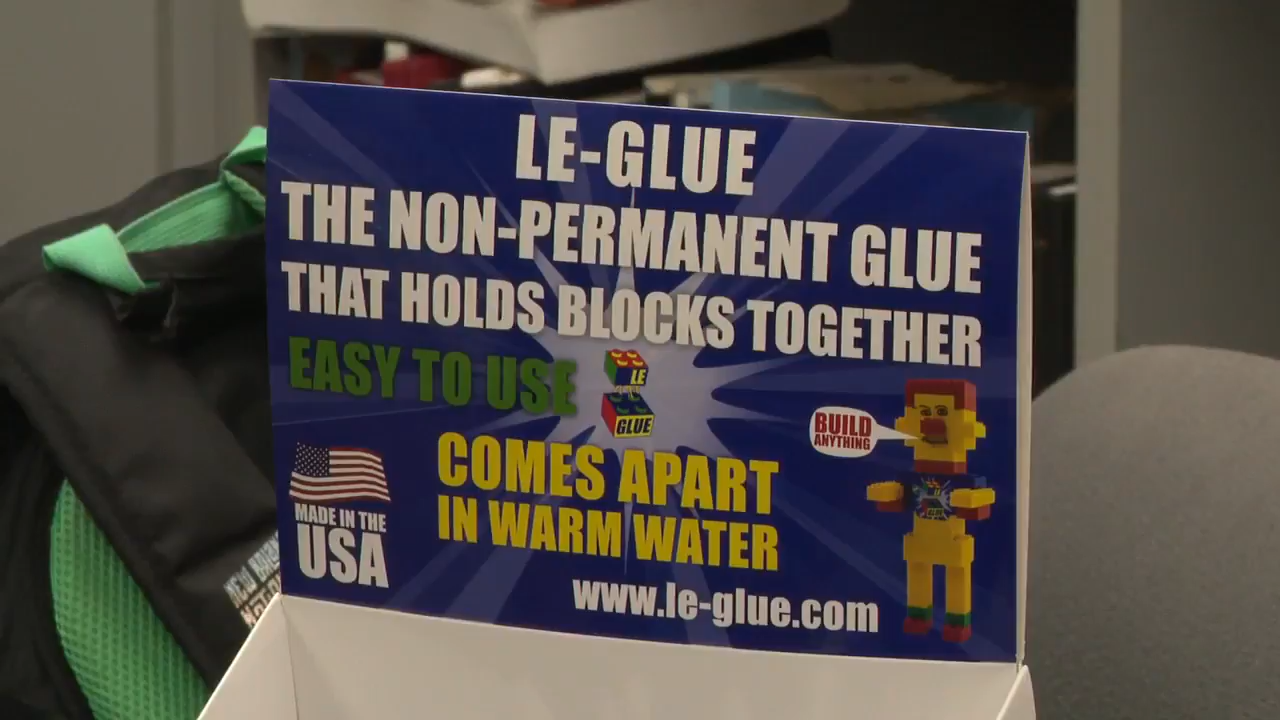 LE-GLUE
THE NON-PERMANENT GLUE
THAT HOLDS BLOCKS TOGETHER
EASY TO USE
LE
GLUE
BUILD
ANYTHING
COMES APART
IN WARM WATER
MADE IN THE
USA
www.le-glue.com